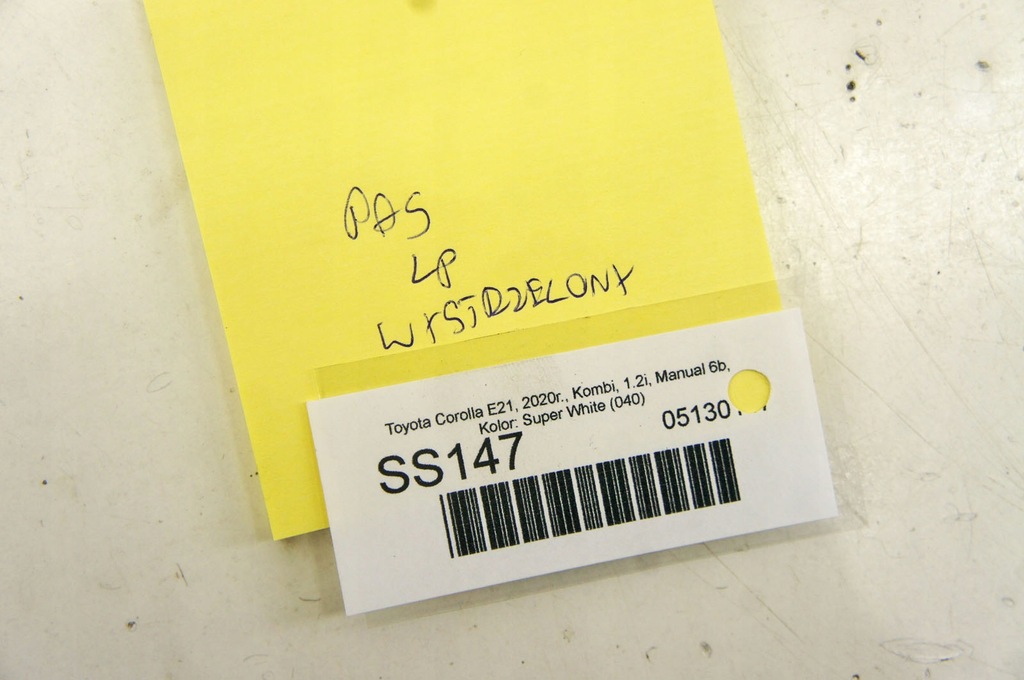 PAS
LP
WYSTRZELONY
Toyota Corolla E21, 2020r., Kombi, 1.2i, Manual 6b,
Kolor: Super White (040)
SS147
05130